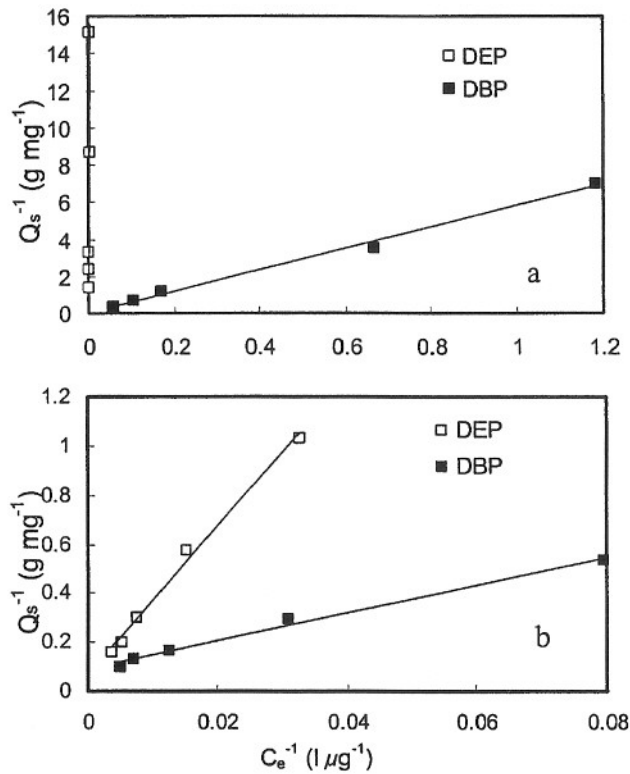 16
14
12
10
8
6
4
2
0
Qs⁻¹ (g mg⁻¹)
DEP
DBP
a
0 0.2 0.4 0.6 0.8 1 1.2
1.2
1
0.8
0.6
0.4
0.2
0
Qs⁻¹ (g mg⁻¹)
DEP
DBP
b
0 0.02 0.04 0.06 0.08
Ce⁻¹ (l µg⁻¹)